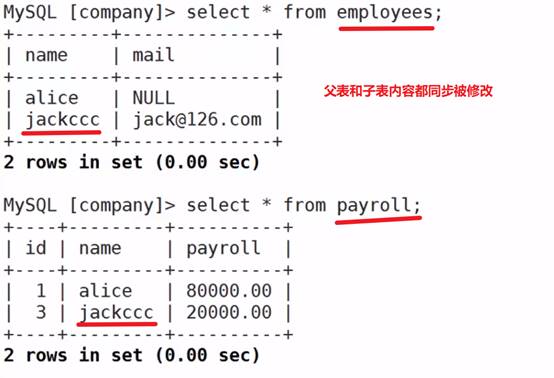 MySQL [company]> select * from employees;
+---------+--------------+
| name    | mail         |
+---------+--------------+
| alice   | NULL         |
| jackccc | jack@126.com |
+---------+--------------+
2 rows in set (0.00 sec)
父表和子表内容都同步被修改
MySQL [company]> select * from payroll;
+----+---------+----------+
| id | name    | payroll  |
+----+---------+----------+
|  1 | alice   | 80000.00 |
|  3 | jackccc | 20000.00 |
+----+---------+----------+
2 rows in set (0.00 sec)